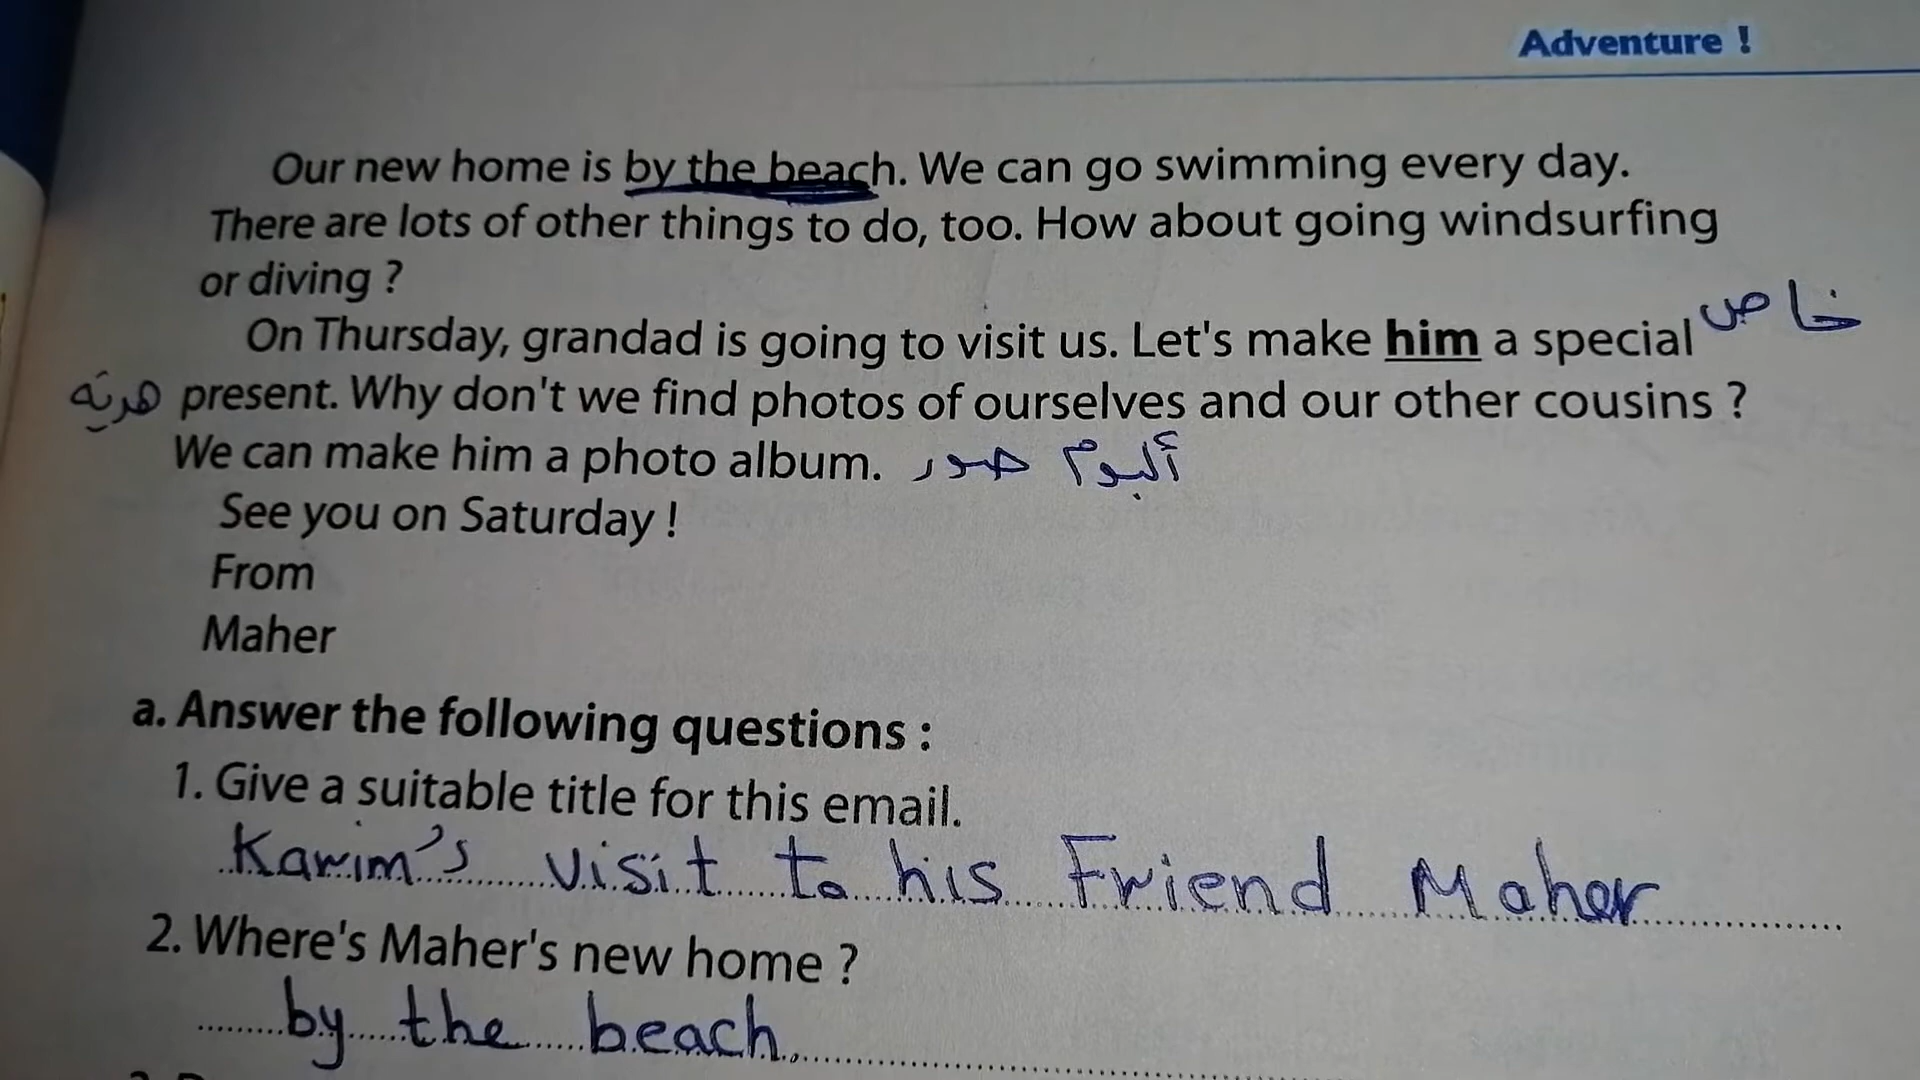 Adventure !
Our new home is by the beach. We can go swimming every day.
There are lots of other things to do, too. How about going windsurfing
or diving ?
خاص
On Thursday, grandad is going to visit us. Let's make him a special
present. Why don't we find photos of ourselves and our other cousins ?
We can make him a photo album. ألبوم صور
See you on Saturday !
From
Maher
a. Answer the following questions :
1. Give a suitable title for this email.
Karim's visit to his Friend Maher
2. Where's Maher's new home ?
by the beach.